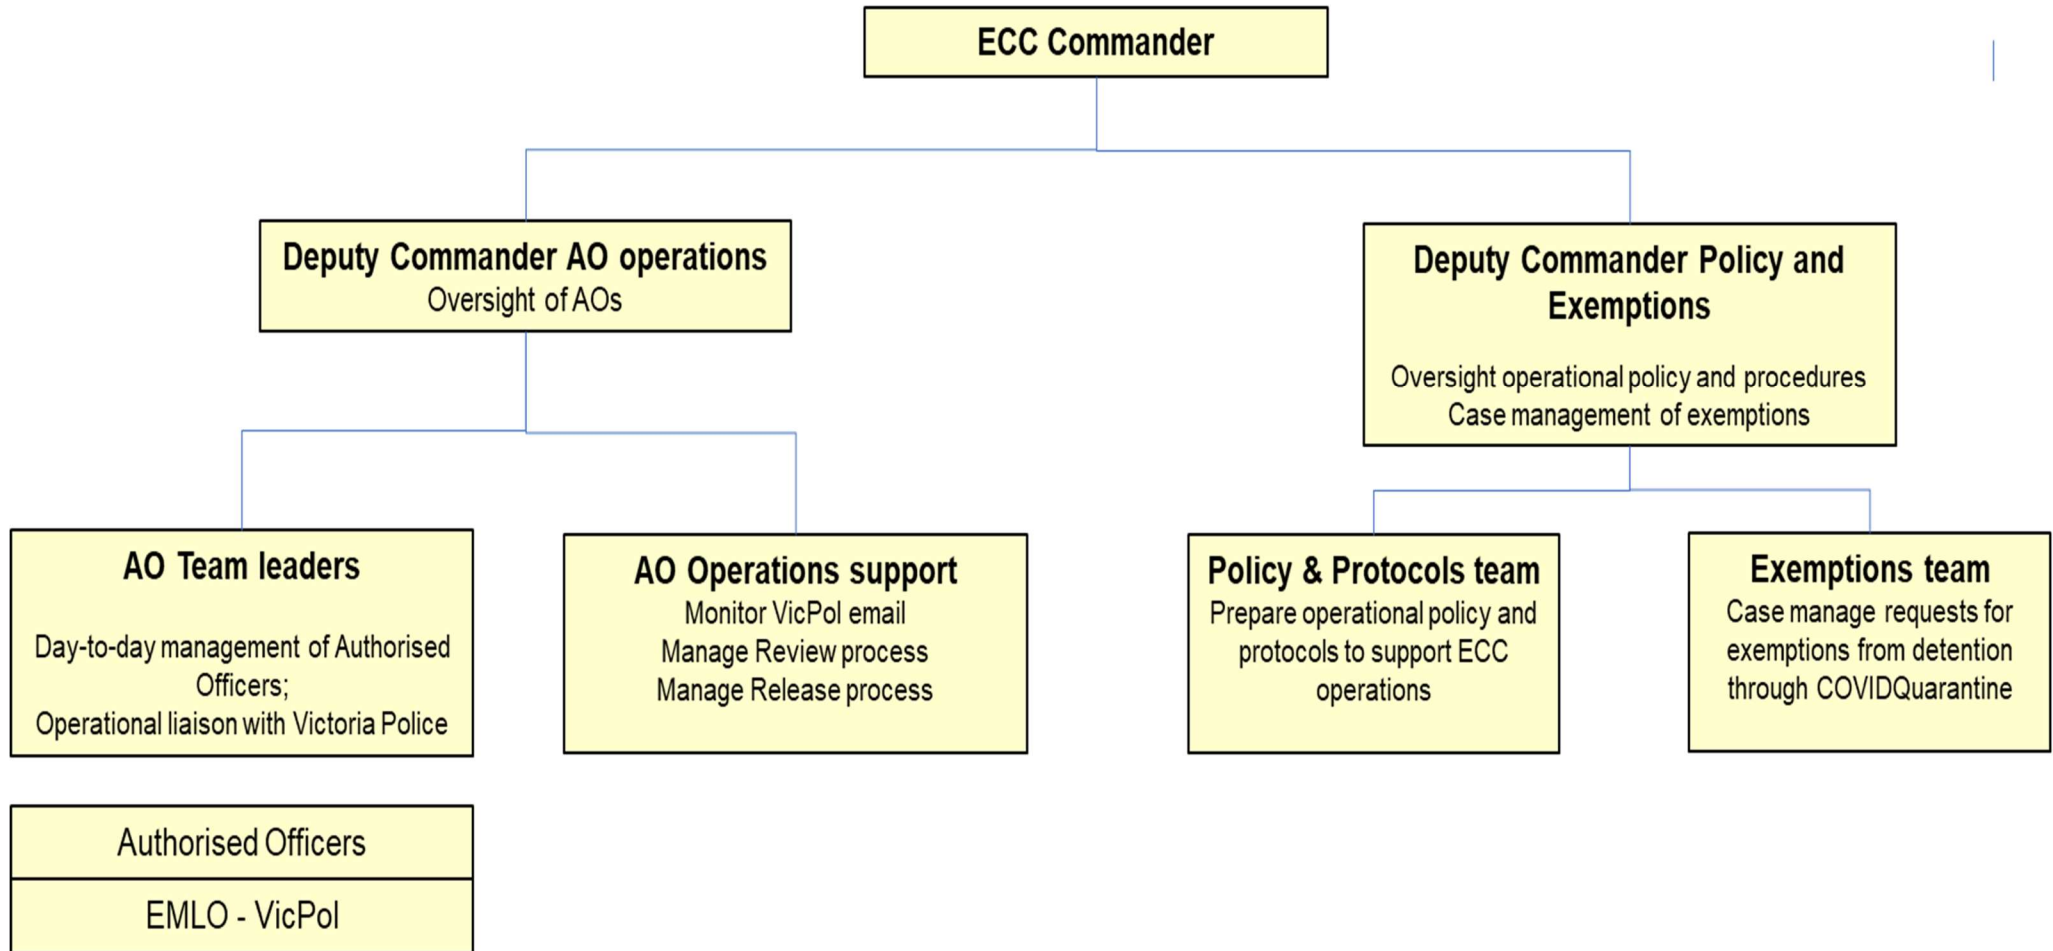 ECC Commander
Deputy Commander AO operations
Oversight of AOs
Deputy Commander Policy and
Exemptions
Oversight operational policy and procedures
Case management of exemptions
AO Team leaders
Day-to-day management of Authorised
Officers;
Operational liaison with Victoria Police
AO Operations support
Monitor VicPol email
Manage Review process
Manage Release process
Policy & Protocols team
Prepare operational policy and
protocols to support ECC
operations
Exemptions team
Case manage requests for
exemptions from detention
through COVIDQuarantine
Authorised Officers
EMLO - VicPol